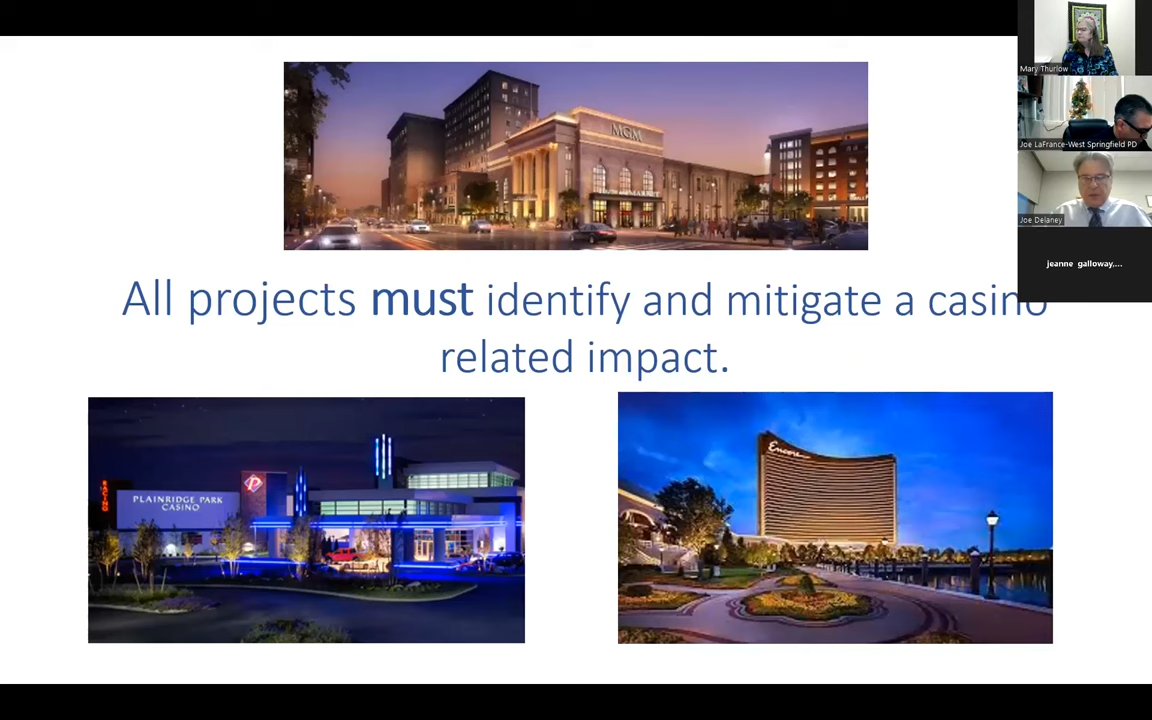 MGM
All projects must identify and mitigate a casino
related impact.
PLAINRIDGE PARK
CASINO
Encore
Mary Thurlow
Joe LaFrance-West Springfield PD
Joe Delaney
jeanne galloway,...